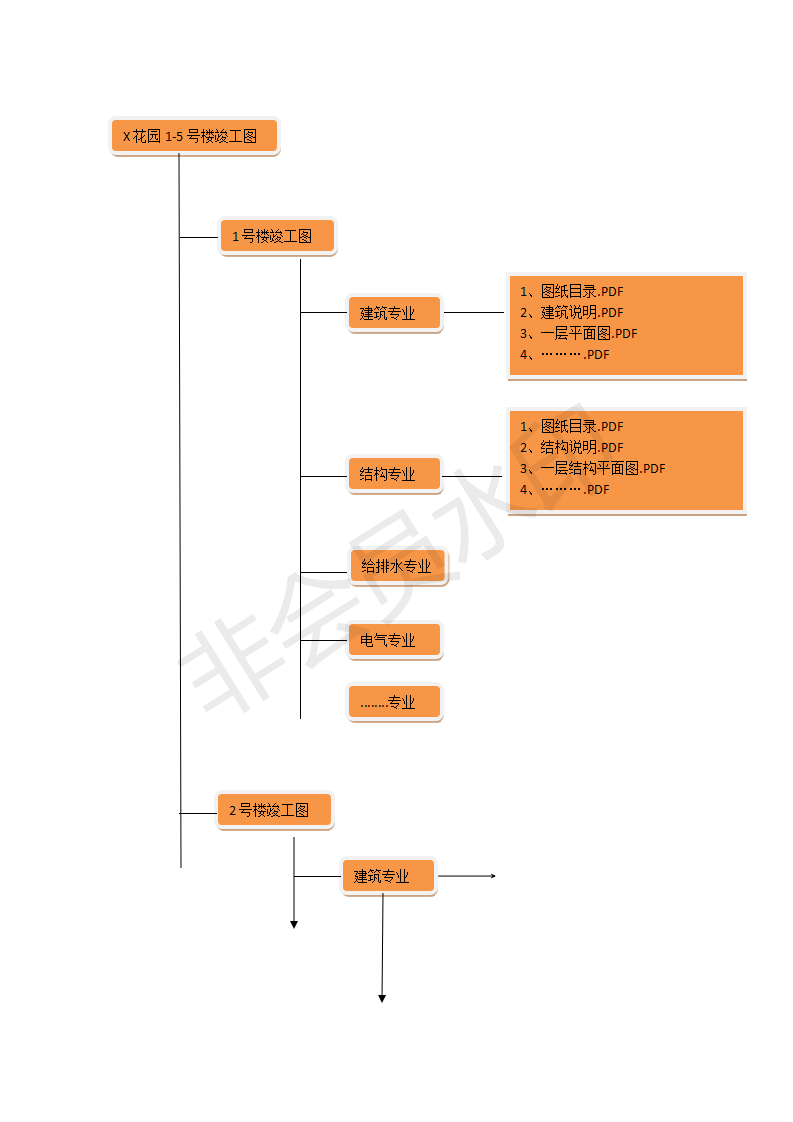 X花园 1-5 号楼竣工图
1 号楼竣工图
建筑专业
1、图纸目录.PDF
2、建筑说明.PDF
3、一层平面图.PDF
4、……….PDF
结构专业
1、图纸目录.PDF
2、结构说明.PDF
3、一层结构平面图.PDF
4、……….PDF
给排水专业
电气专业
........专业
2 号楼竣工图
建筑专业
非会员水印